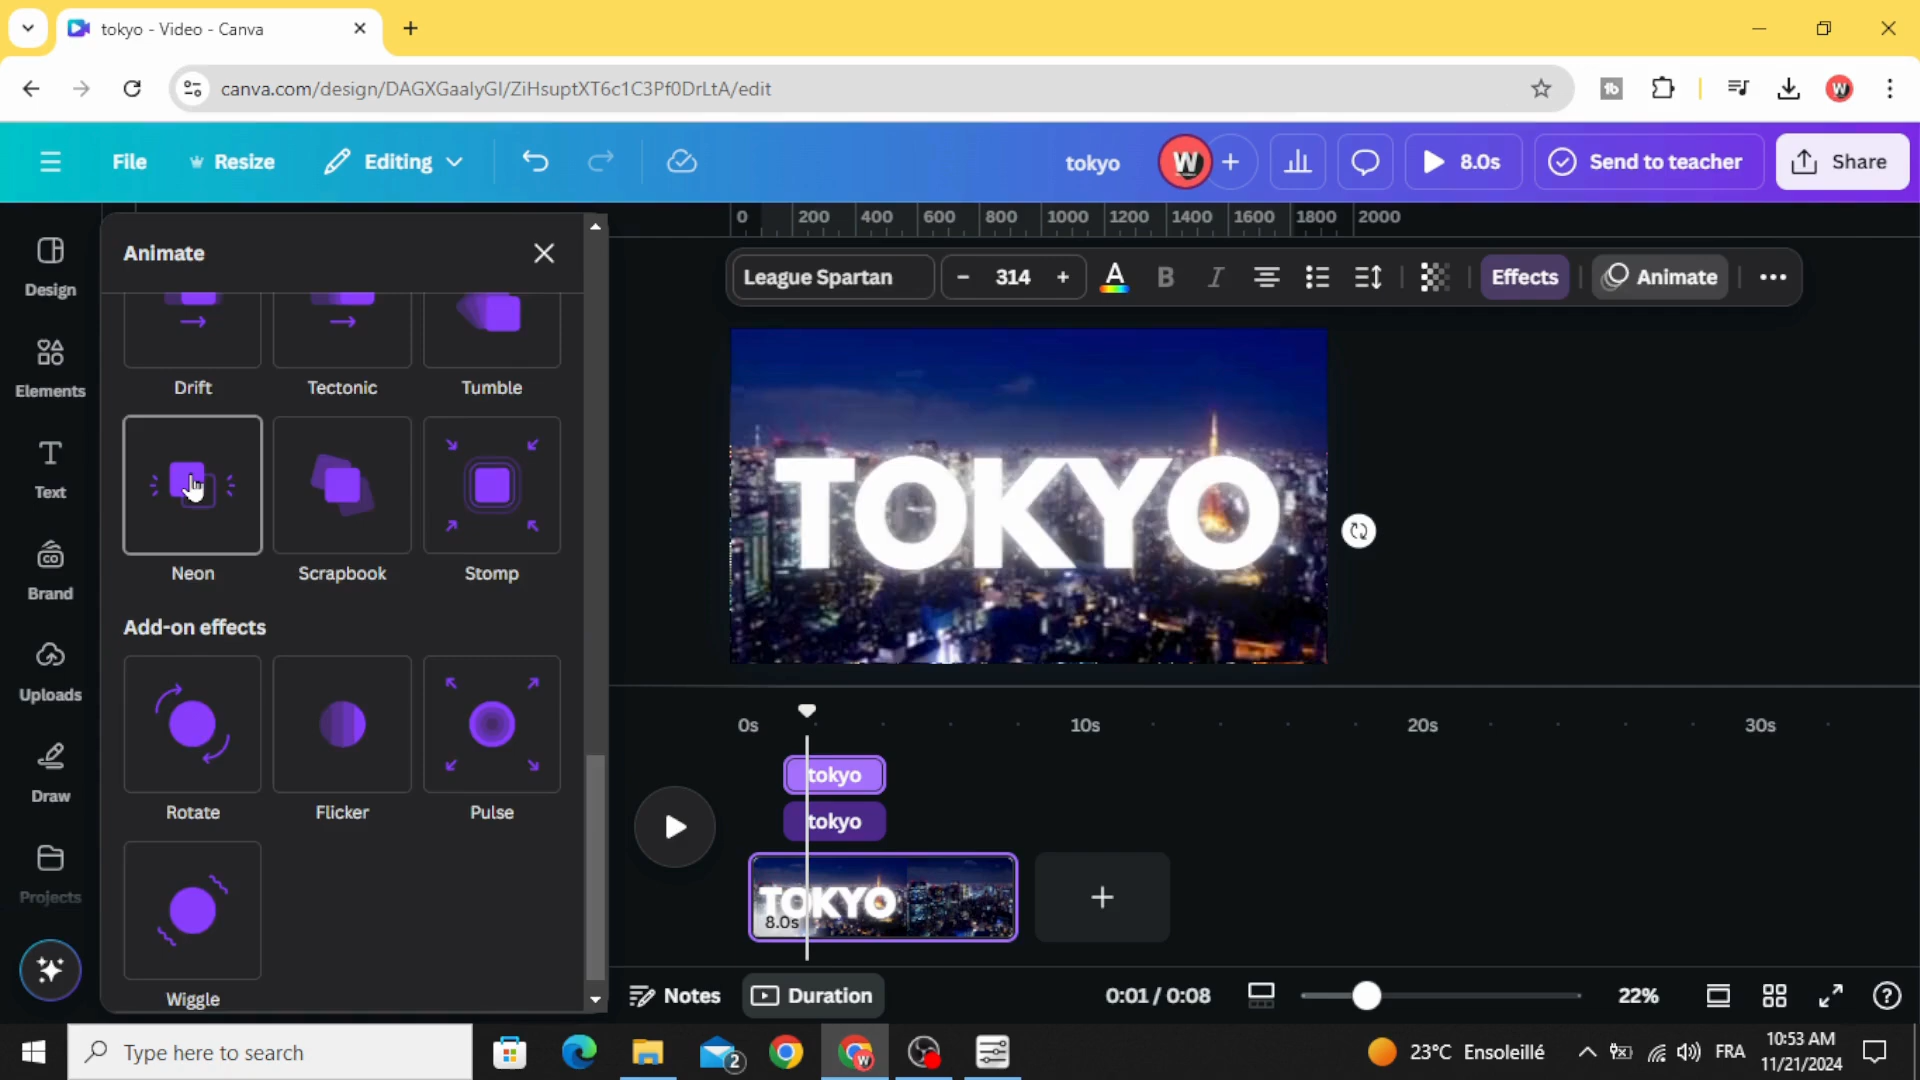 tokyo - Video - Canva
canva.com/design/DAGXGaalyGI/ZiHsuptXT6c1C3Pf0DrLtA/edit
File
Resize
Editing
tokyo
W
8.0s
Send to teacher
Share
Design
Elements
Text
Brand
Uploads
Draw
Projects
Animate
Drift
Tectonic
Tumble
Neon
Scrapbook
Stomp
Add-on effects
Rotate
Flicker
Pulse
Wiggle
0 200 400 600 800 1000 1200 1400 1600 1800 2000
League Spartan
- 314 +
A B I
Effects
Animate
TOKYO
0s 10s 20s 30s
tokyo
tokyo
TOKYO
8.0s
Notes
Duration
0:01 / 0:08
22%
Type here to search
2
23°C Ensoleillé
FRA
10:53 AM
11/21/2024